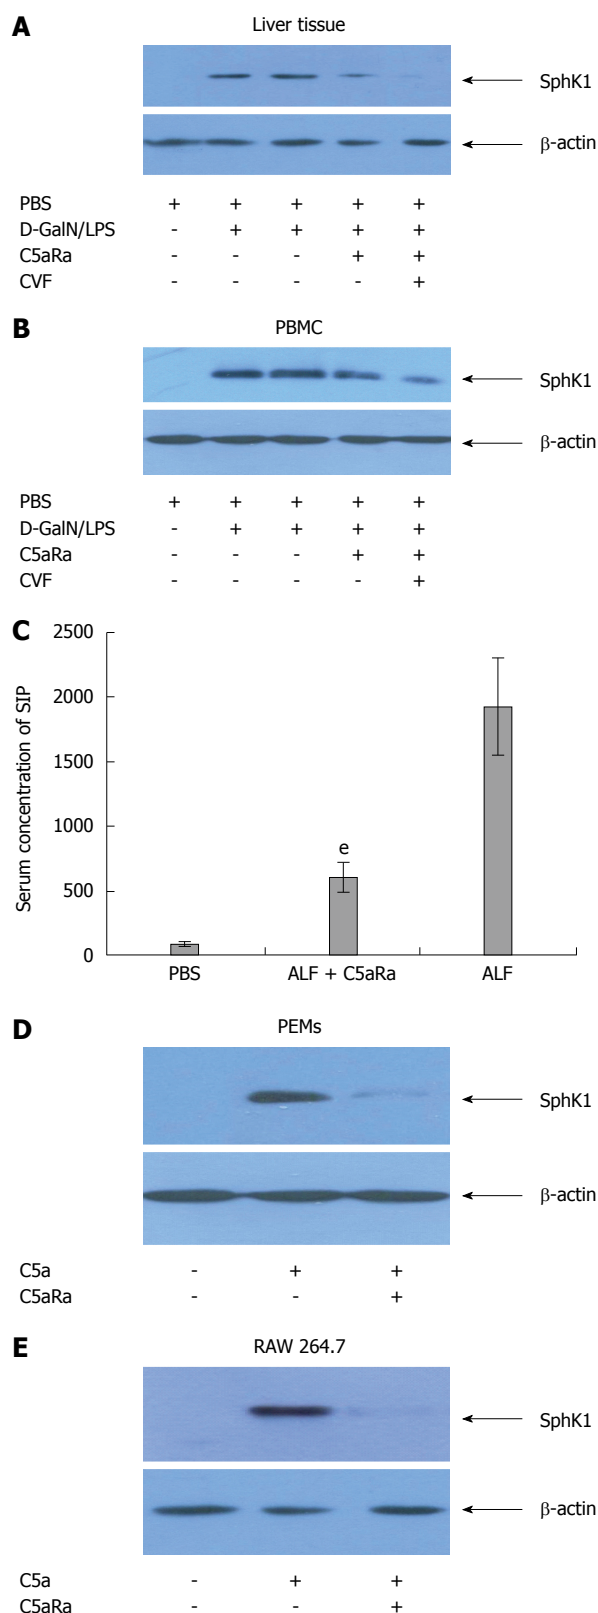 A
Liver tissue
SphK1
β-actin
PBS + + + + +
D-GalN/LPS - + + + +
C5aRa - - - + +
CVF - - - - +
B
PBMC
SphK1
β-actin
PBS + + + + +
D-GalN/LPS - + + + +
C5aRa - - - + +
CVF - - - - +
C
Serum concentration of SIP
2500
2000
1500
1000
500
0
e
PBS ALF + C5aRa ALF
D
PEMs
SphK1
β-actin
C5a - + +
C5aRa - - +
E
RAW 264.7
SphK1
β-actin
C5a - + +
C5aRa - - +